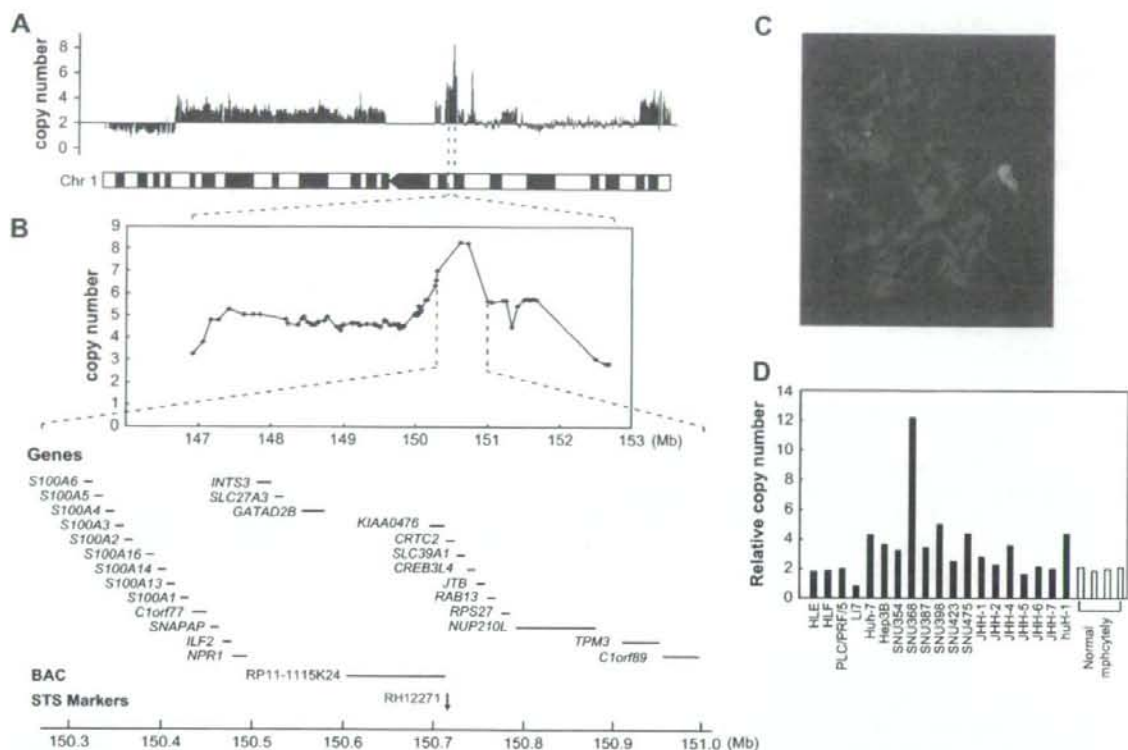 A
copy number
8
6
4
2
0
Chr 1
B
copy number
9
8
7
6
5
4
3
2
1
0
147 148 149 150 151 152 153 (Mb)
Genes
S100A6
S100A5
S100A4
S100A3
S100A2
S100A16
S100A14
S100A13
S100A1
C1orf77
SNAPAP
ILF2
NPR1
INTS3
SLC27A3
GATAD2B
KIAA0476
CRTC2
SLC39A1
CREB3L4
JTB
RAB13
RPS27
NUP210L
TPM3
C1orf89
BAC RP11-1115K24
STS Markers RH12271
150.3 150.4 150.5 150.6 150.7 150.8 150.9 151.0 (Mb)
C
D
Relative copy number
14
12
10
8
6
4
2
0
HLE
HLF
PLC/PRF/5
Li7
Huh-7
Hep3B
SNU354
SNU368
SNU387
SNU398
SNU423
SNU475
JHH-1
JHH-2
JHH-4
JHH-5
JHH-6
JHH-7
huH-1
Normal
mphcytely